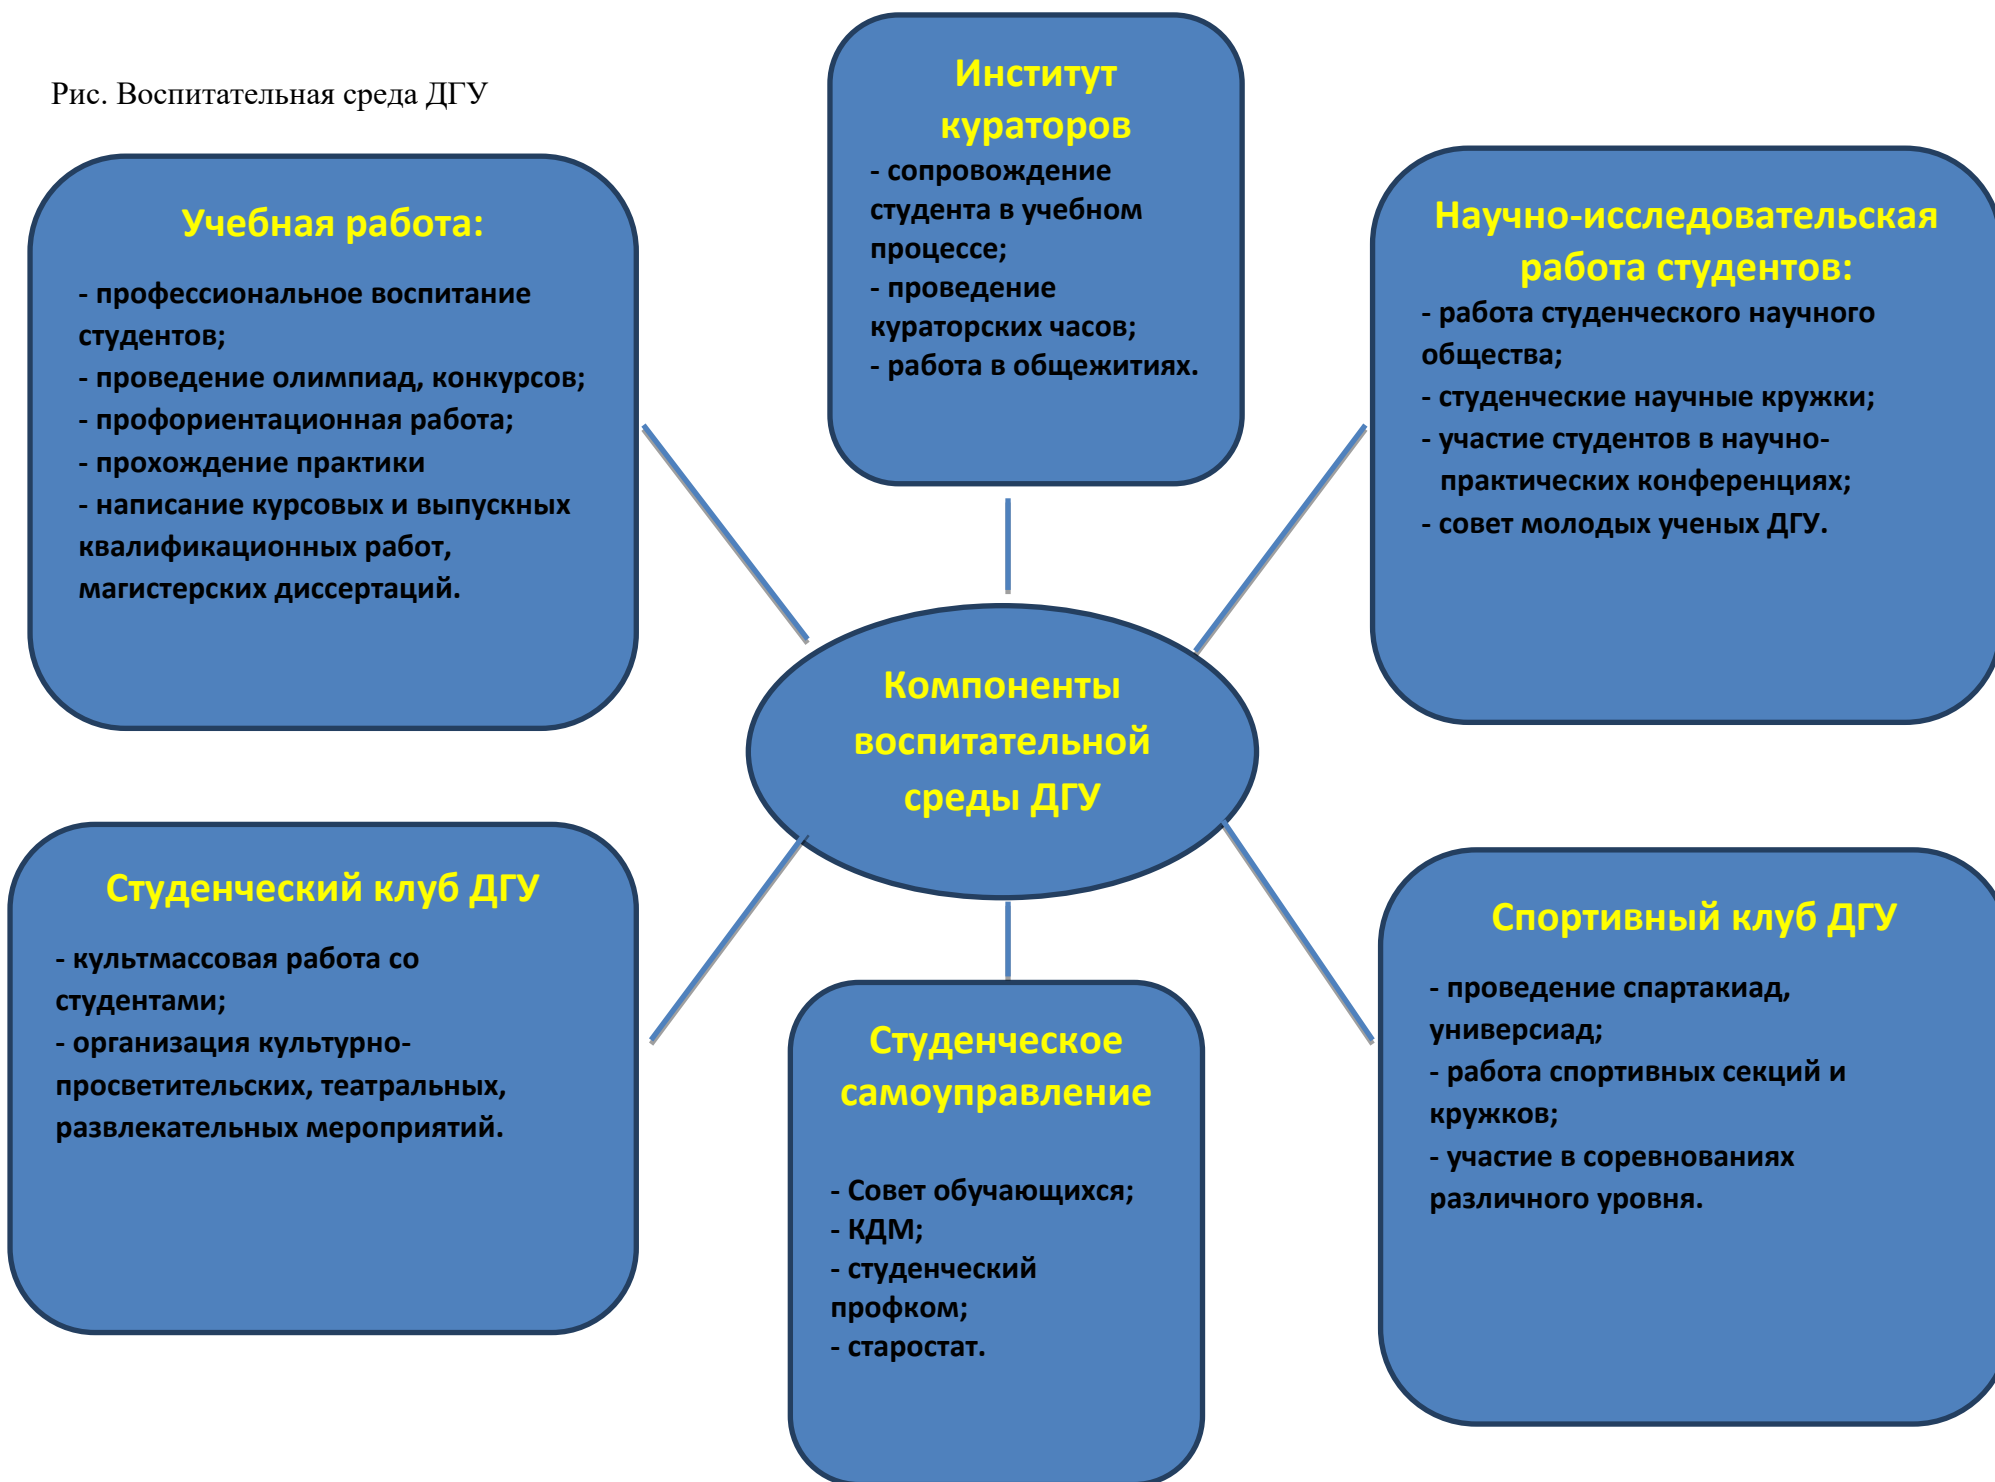 Рис. Воспитательная среда ДГУ
Институт
кураторов
- сопровождение
студента в учебном
процессе;
- проведение
кураторских часов;
- работа в общежитиях.
Учебная работа:
- профессиональное воспитание
студентов;
- проведение олимпиад, конкурсов;
- профориентационная работа;
- прохождение практики
- написание курсовых и выпускных
квалификационных работ,
магистерских диссертаций.
Научно-исследовательская
работа студентов:
- работа студенческого научного
общества;
- студенческие научные кружки;
- участие студентов в научно-
практических конференциях;
- совет молодых ученых ДГУ.
Компоненты
воспитательной
среды ДГУ
Студенческий клуб ДГУ
- культмассовая работа со
студентами;
- организация культурно-
просветительских, театральных,
развлекательных мероприятий.
Студенческое
самоуправление
- Совет обучающихся;
- КДМ;
- студенческий
профком;
- старостат.
Спортивный клуб ДГУ
- проведение спартакиад,
универсиад;
- работа спортивных секций и
кружков;
- участие в соревнованиях
различного уровня.